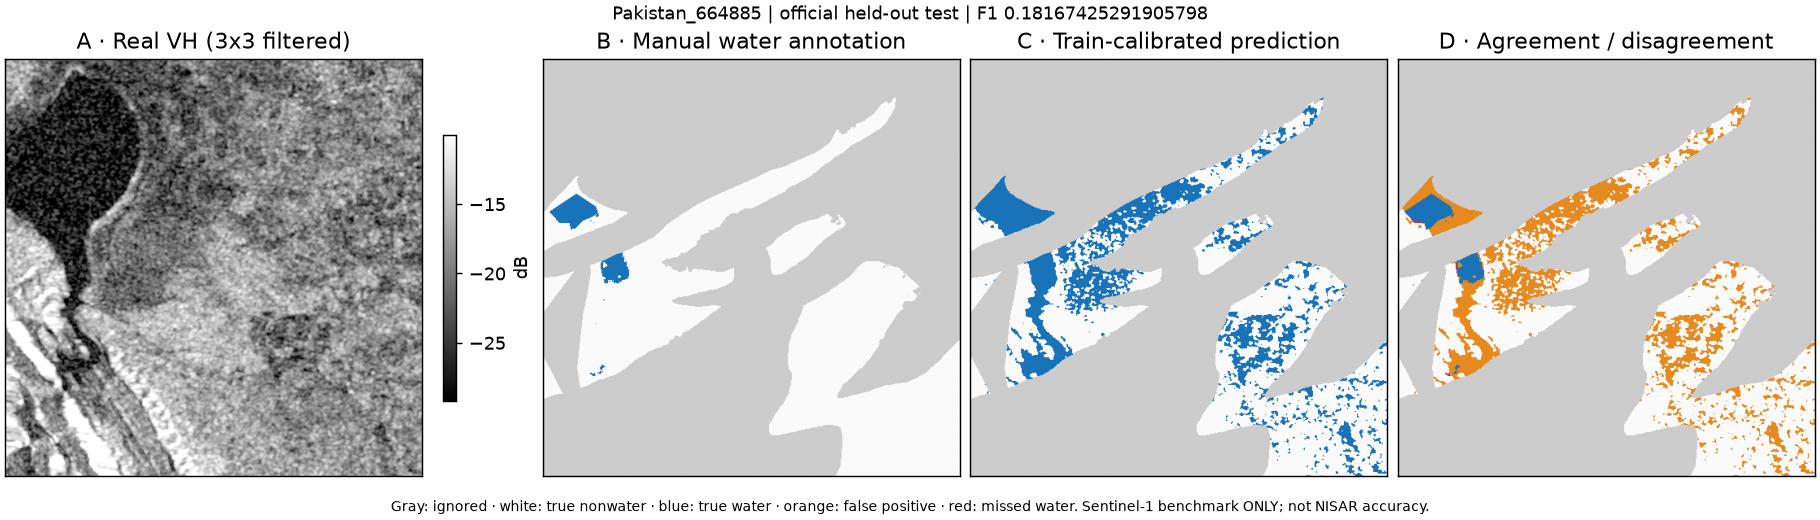 Pakistan_664885 | official held-out test | F1 0.18167425291905798
A · Real VH (3x3 filtered)
B · Manual water annotation
C · Train-calibrated prediction
D · Agreement / disagreement
−15
−20
−25
dB
Gray: ignored · white: true nonwater · blue: true water · orange: false positive · red: missed water. Sentinel-1 benchmark ONLY; not NISAR accuracy.